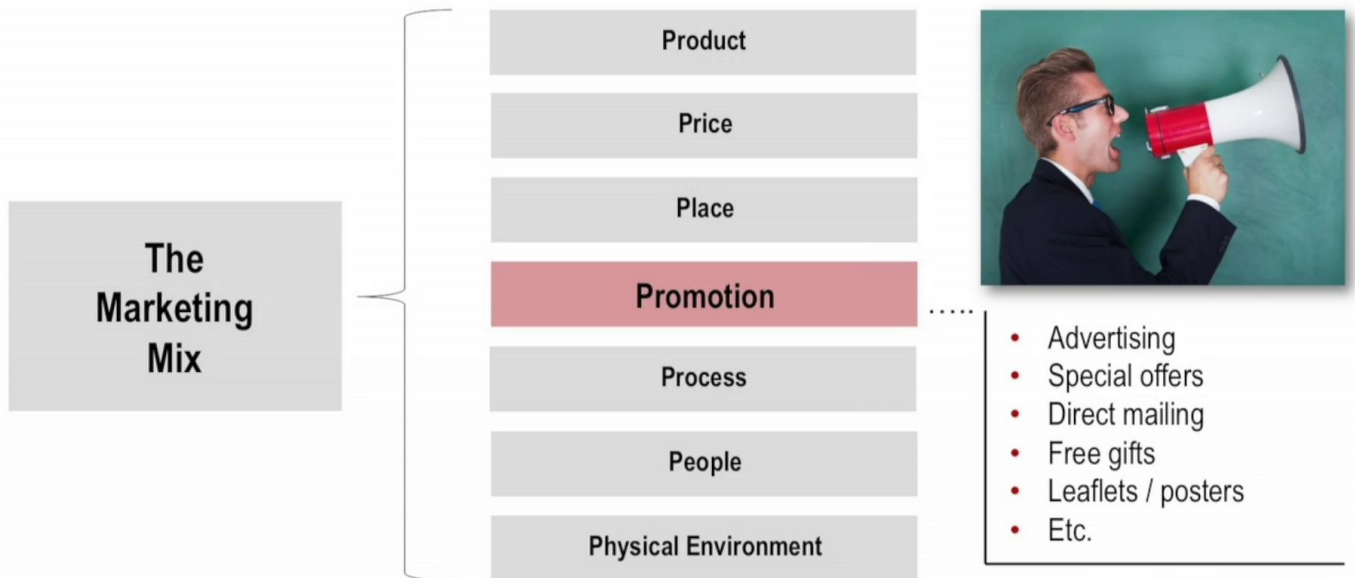 The
Marketing
Mix
Product
Price
Place
Promotion
Process
People
Physical Environment
• Advertising
• Special offers
• Direct mailing
• Free gifts
• Leaflets / posters
• Etc.